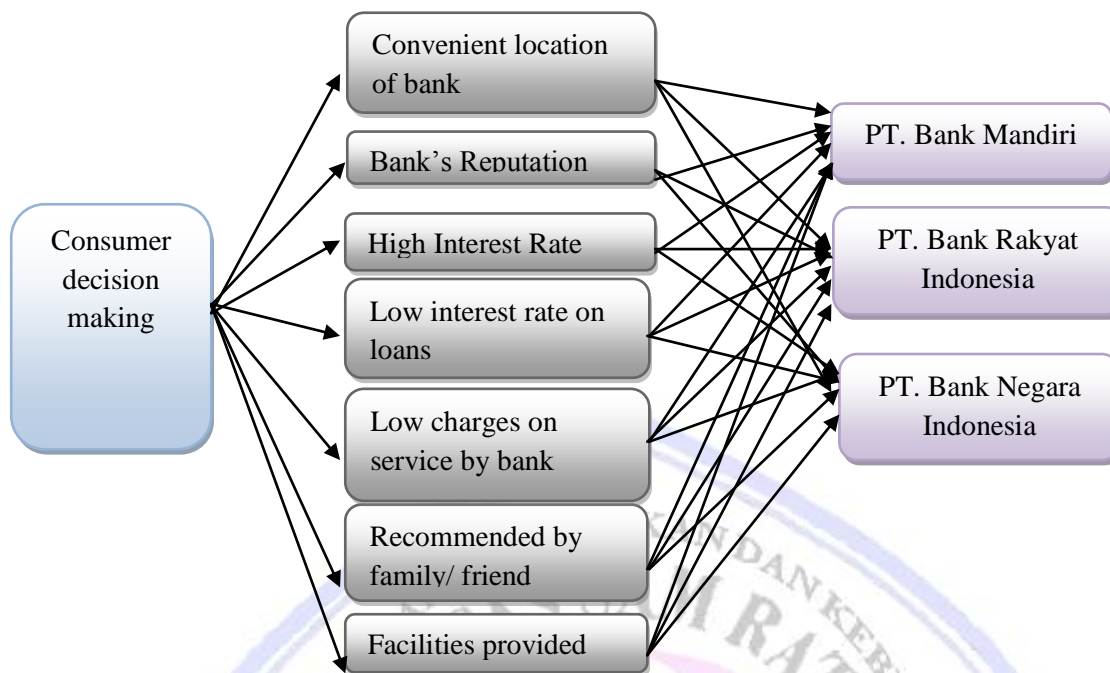 Consumer
decision
making
Convenient location
of bank
Bank’s Reputation
High Interest Rate
Low interest rate on
loans
Low charges on
service by bank
Recommended by
family/ friend
Facilities provided
PT. Bank Mandiri
PT. Bank Rakyat
Indonesia
PT. Bank Negara
Indonesia